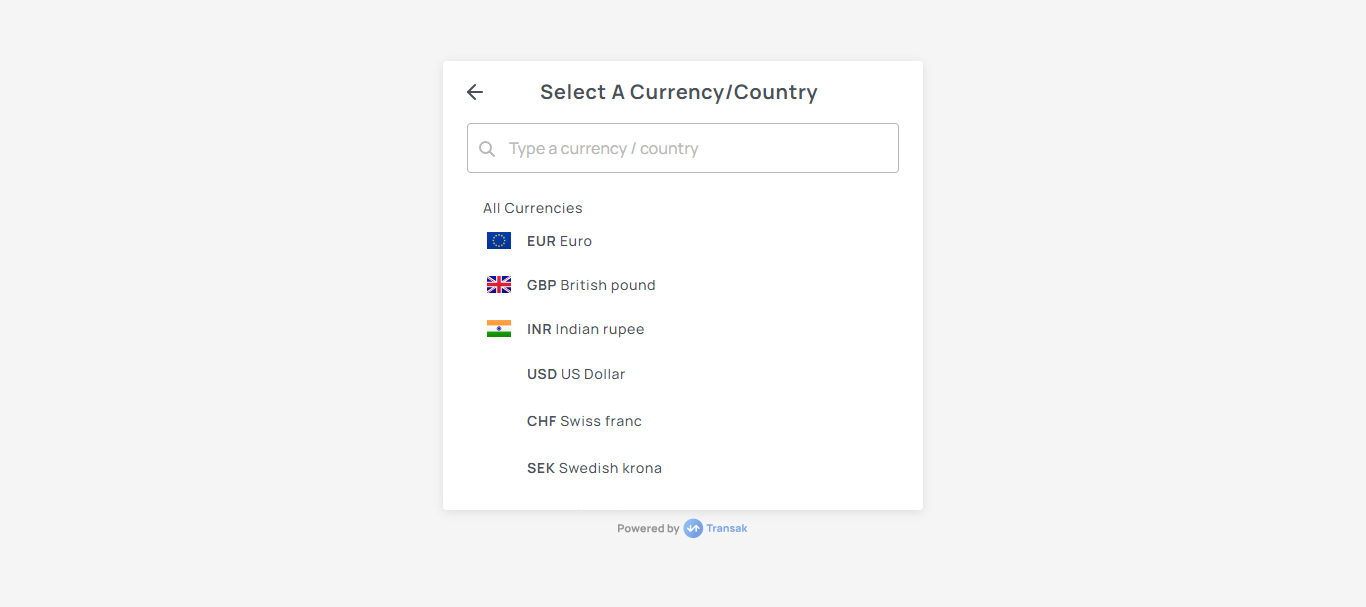 Select A Currency/Country
Type a currency / country
All Currencies
EUR Euro
GBP British pound
INR Indian rupee
USD US Dollar
CHF Swiss franc
SEK Swedish krona
Powered by Transak